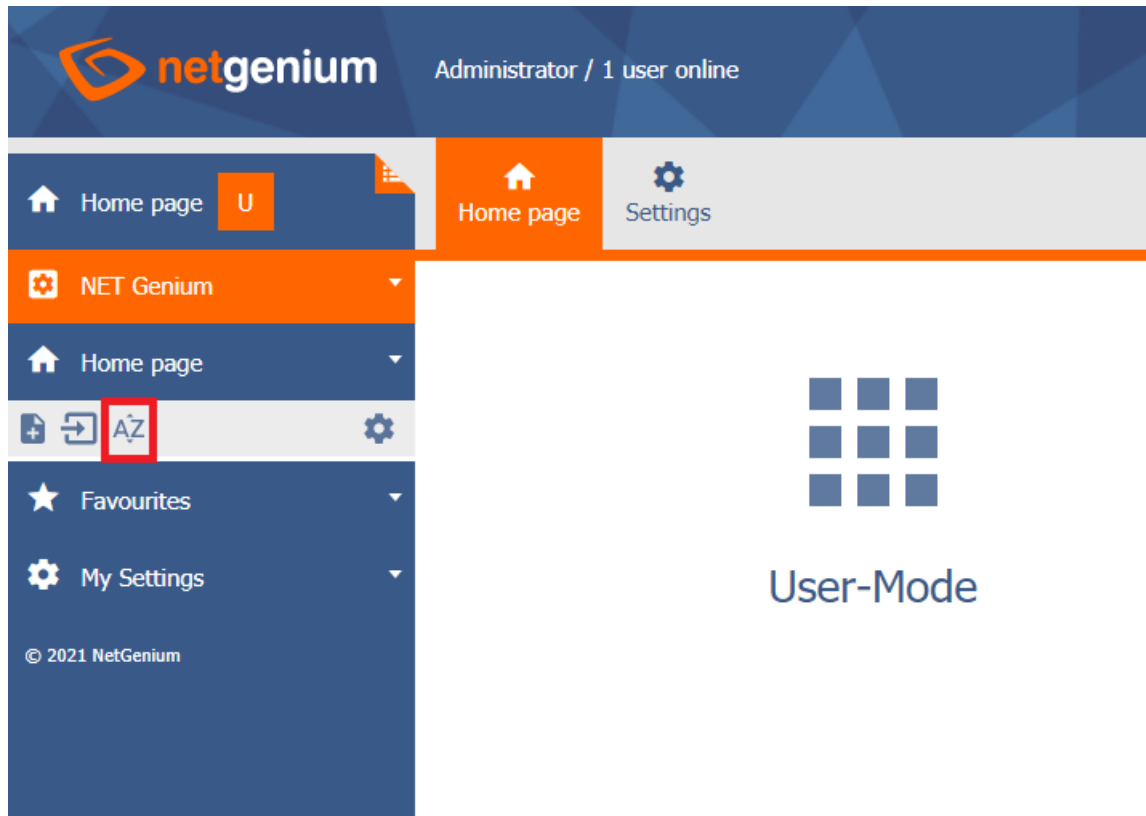 netgenium
Administrator / 1 user online
Home page U
Home page
Settings
NET Genium
Home page
AZ
Favourites
My Settings
© 2021 NetGenium
User-Mode